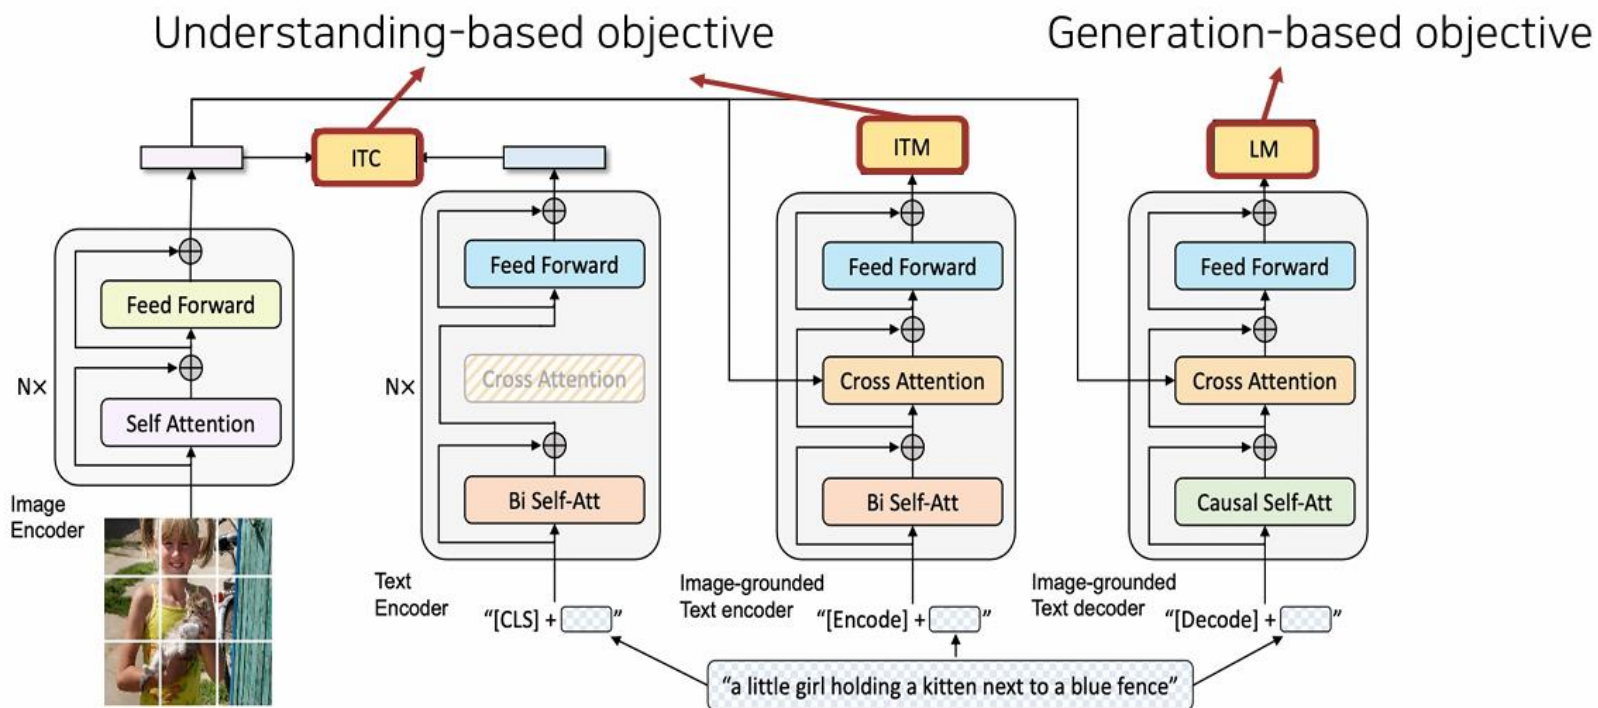 Understanding-based objective
Generation-based objective
ITC
ITM
LM
Feed Forward
Self Attention
N×
Image
Encoder
Feed Forward
Cross Attention
Bi Self-Att
N×
Text
Encoder
"[CLS] + "
Feed Forward
Cross Attention
Bi Self-Att
Image-grounded
Text encoder
"[Encode] + "
Feed Forward
Cross Attention
Causal Self-Att
Image-grounded
Text decoder
"[Decode] + "
"a little girl holding a kitten next to a blue fence"